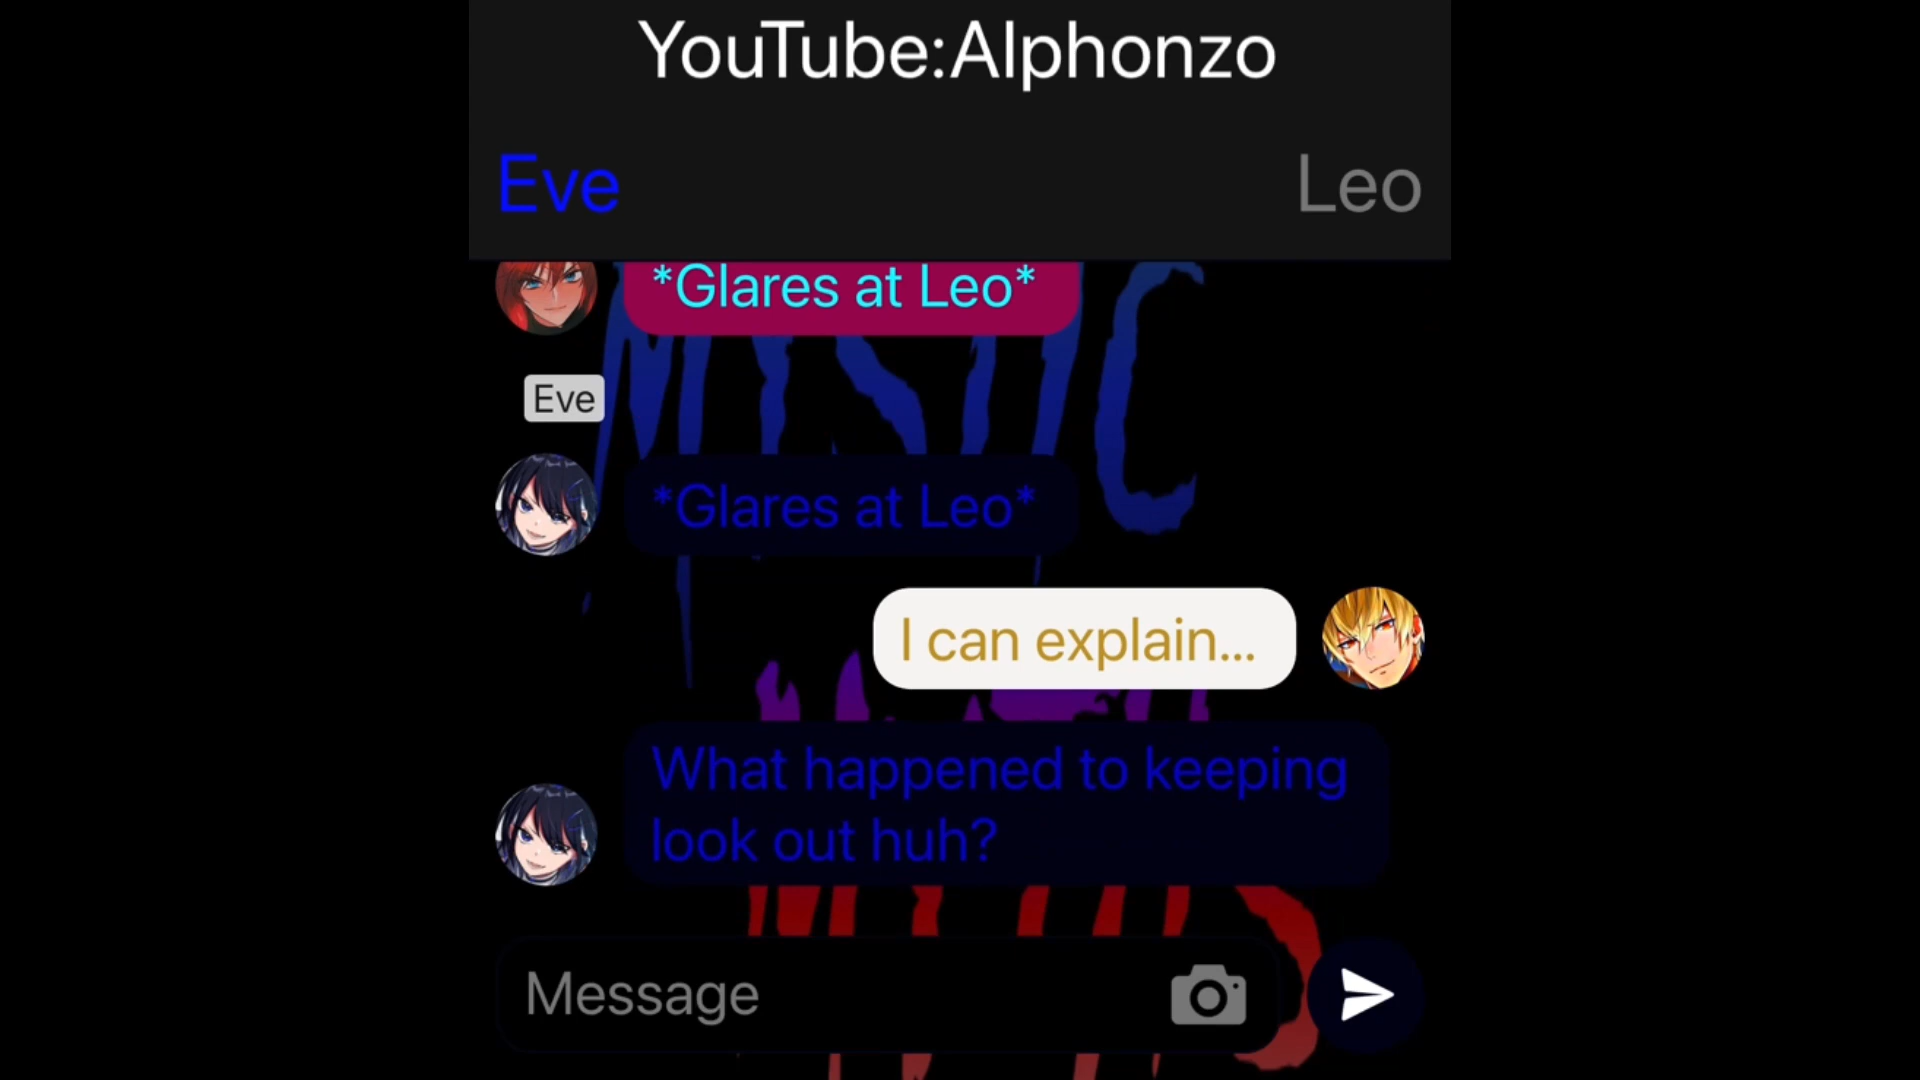 YouTube:Alphonzo
Eve
Leo
*Glares at Leo*
MYSTIC
Eve
*Glares at Leo*
I can explain...
What happened to keeping
look out huh?
Message